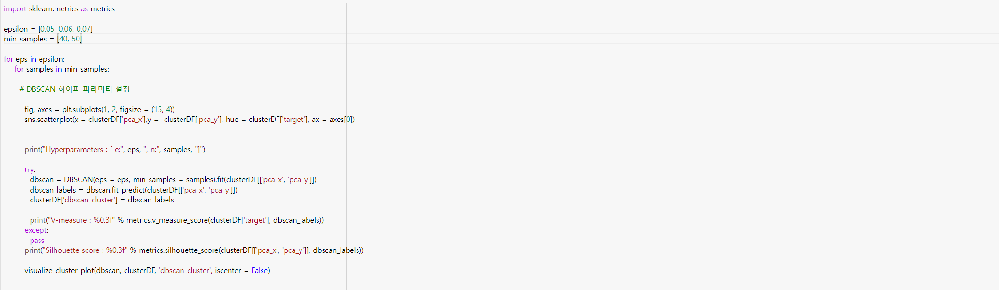 import sklearn.metrics as metrics
epsilon = [0.05, 0.06, 0.07]
min_samples = [40, 50]
for eps in epsilon:
for samples in min_samples:
# DBSCAN 하이퍼 파라미터 설정
fig, axes = plt.subplots(1, 2, figsize = (15, 4))
sns.scatterplot(x = clusterDF['pca_x'],y =  clusterDF['pca_y'], hue = clusterDF['target'], ax = axes[0])
print("Hyperparameters : [ e:", eps, ", n:", samples, "]")
try:
dbscan = DBSCAN(eps = eps, min_samples = samples).fit(clusterDF[['pca_x', 'pca_y']])
dbscan_labels = dbscan.fit_predict(clusterDF[['pca_x', 'pca_y']])
clusterDF['dbscan_cluster'] = dbscan_labels
print("V-measure : %0.3f" % metrics.v_measure_score(clusterDF['target'], dbscan_labels))
except:
pass
print("Silhouette score : %0.3f" % metrics.silhouette_score(clusterDF[['pca_x', 'pca_y']], dbscan_labels))
visualize_cluster_plot(dbscan, clusterDF, 'dbscan_cluster', iscenter = False)